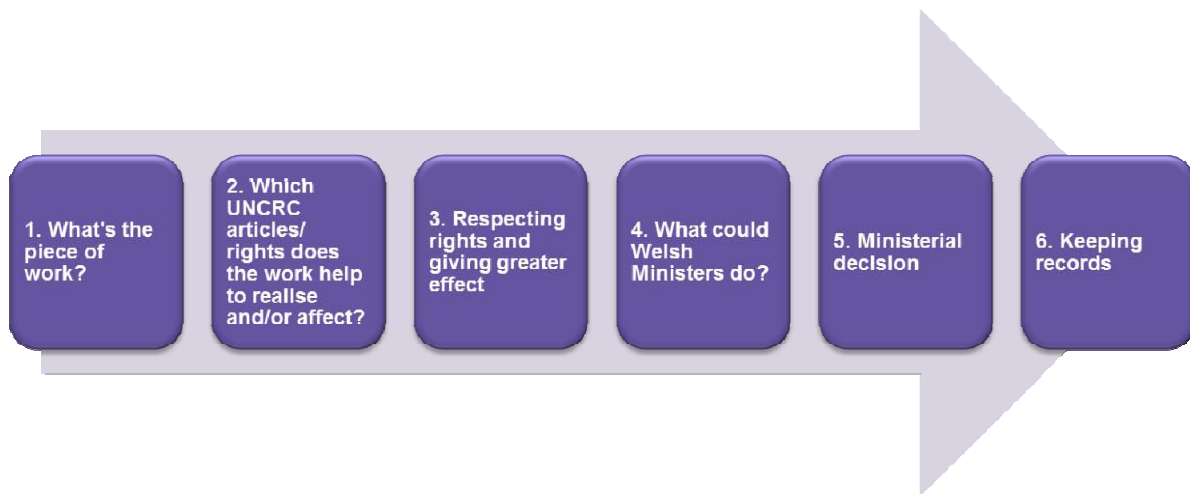 1. What's the
piece of
work?
2. Which
UNCRC
articles/
rights does
the work help
to realise
and/or affect?
3. Respecting
rights and
giving greater
effect
4. What could
Welsh
Ministers do?
5. Ministerial
decision
6. Keeping
records